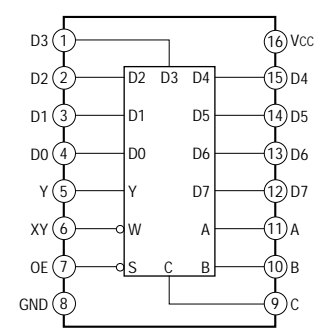 D3 1 16 VCC
D2 2 D2 D3 D4 15 D4
D1 3 D1 D5 14 D5
D0 4 D0 D6 13 D6
Y 5 Y D7 12 D7
XY 6 W A 11 A
OE 7 S C B 10 B
GND 8 9 C